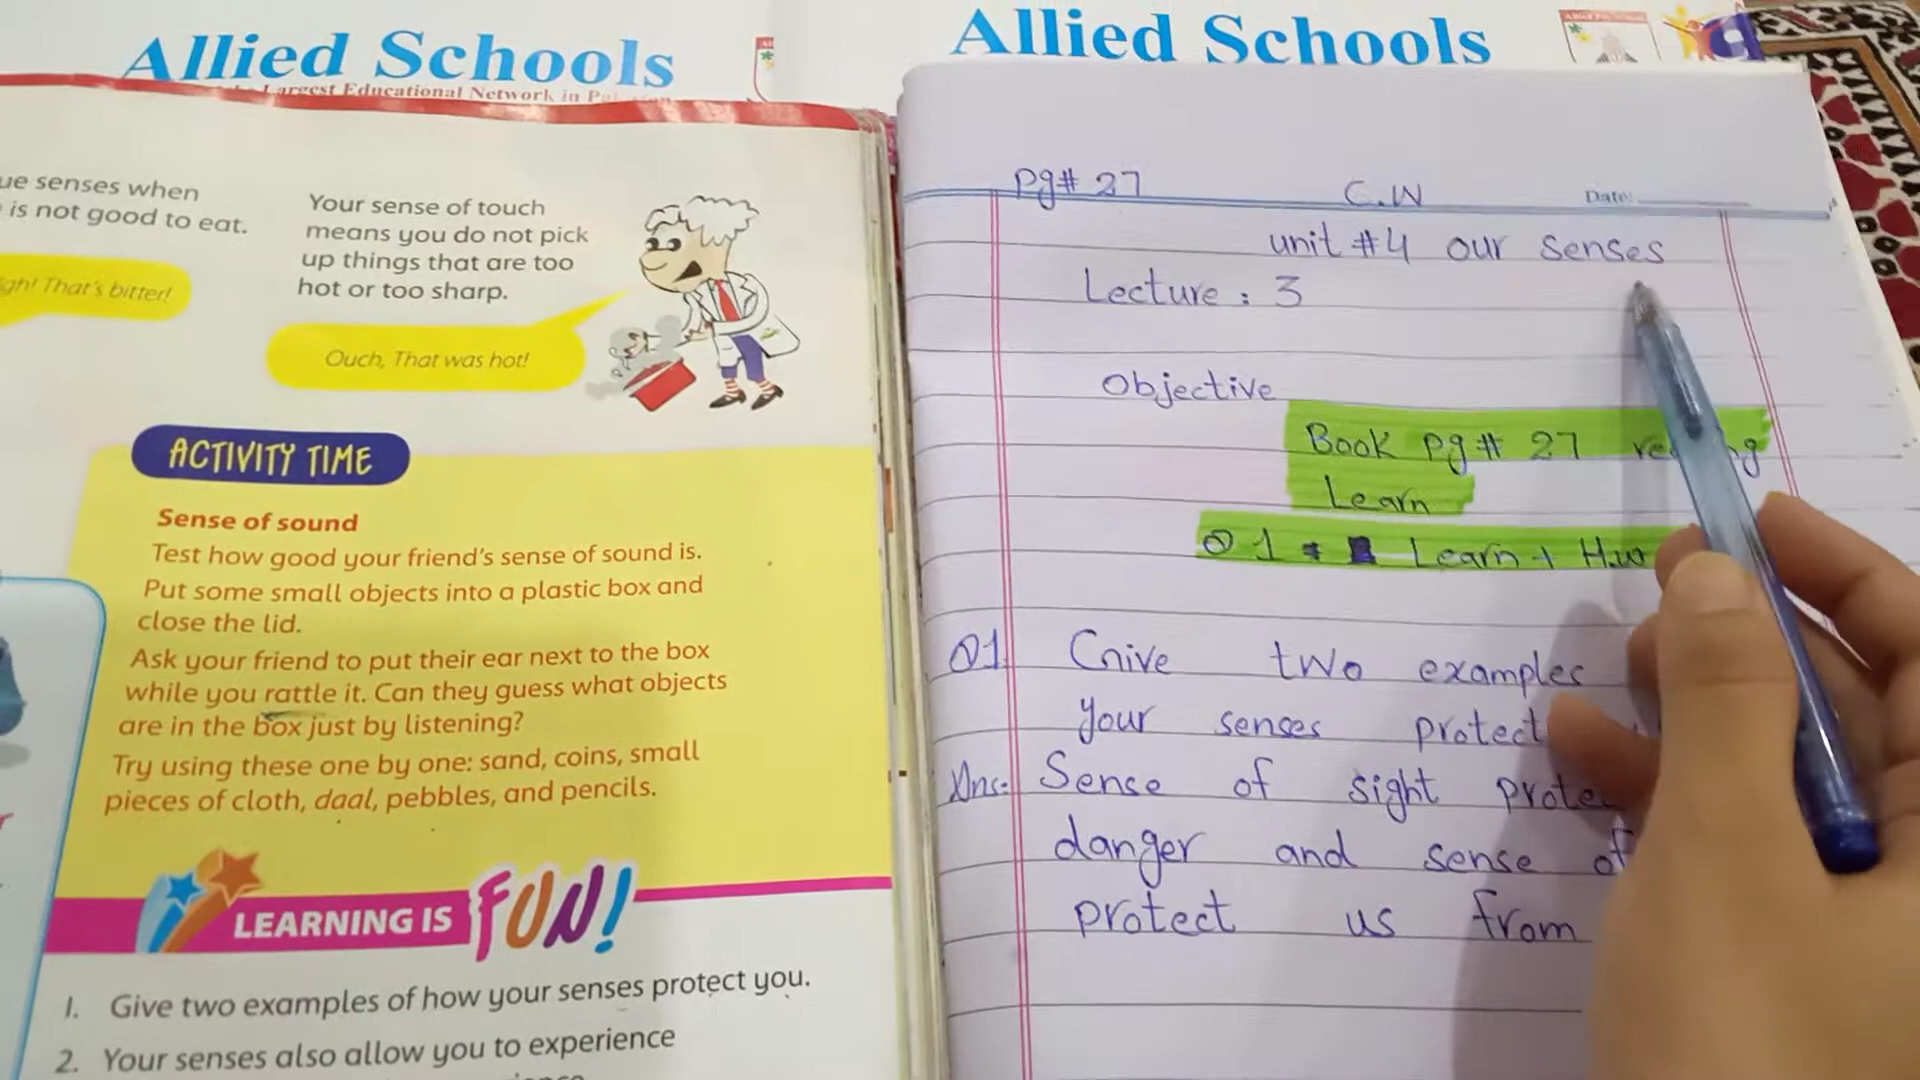 Allied Schools
Largest Educational Network in
ue senses when
is not good to eat.
gh! That's bitter!
Your sense of touch
means you do not pick
up things that are too
hot or too sharp.
Ouch, That was hot!
ACTIVITY TIME
Sense of sound
Test how good your friend's sense of sound is.
Put some small objects into a plastic box and
close the lid.
Ask your friend to put their ear next to the box
while you rattle it. Can they guess what objects
are in the box just by listening?
Try using these one by one: sand, coins, small
pieces of cloth, daal, pebbles, and pencils.
LEARNING IS FUN!
1. Give two examples of how your senses protect you.
2. Your senses also allow you to experience
Allied Schools
Pg# 27
C.W
Date:
unit #4 our senses
Lecture : 3
Objective
Book pg# 27
Learn
Q 1 Learn + H.w
Q1 Give two examples
your senses protect
Ans:- Sense of sight
danger and sense of
protect us from